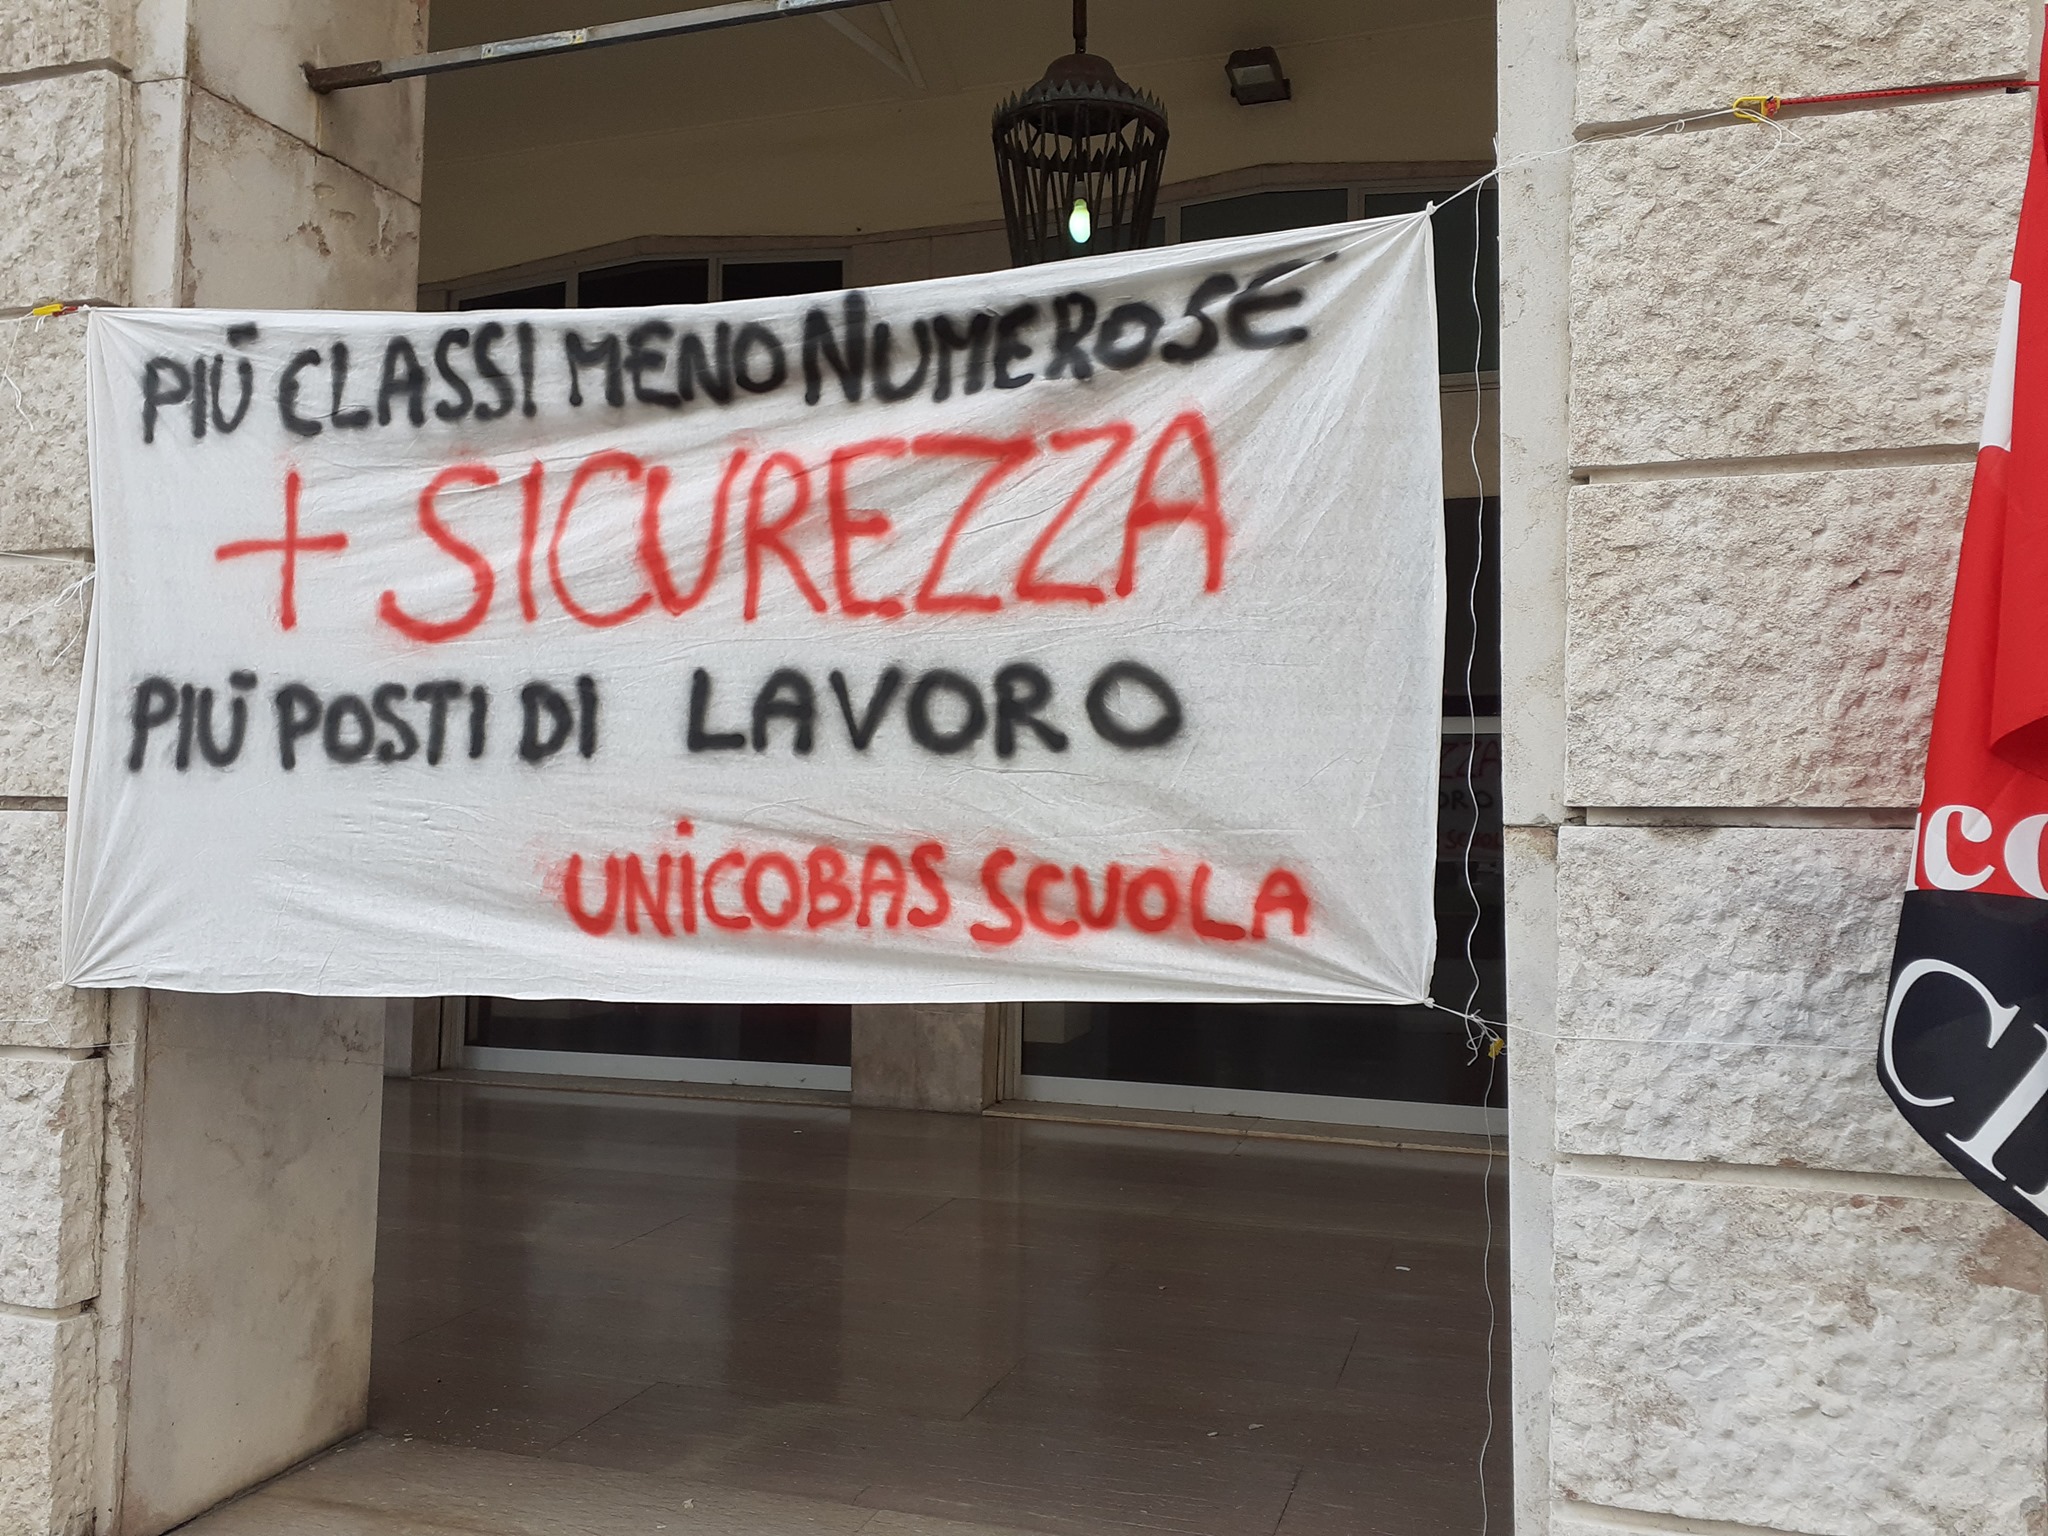 PIÙ CLASSI MENO NUMEROSE
+ SICUREZZA
PIÙ POSTI DI LAVORO
UNICOBAS SCUOLA